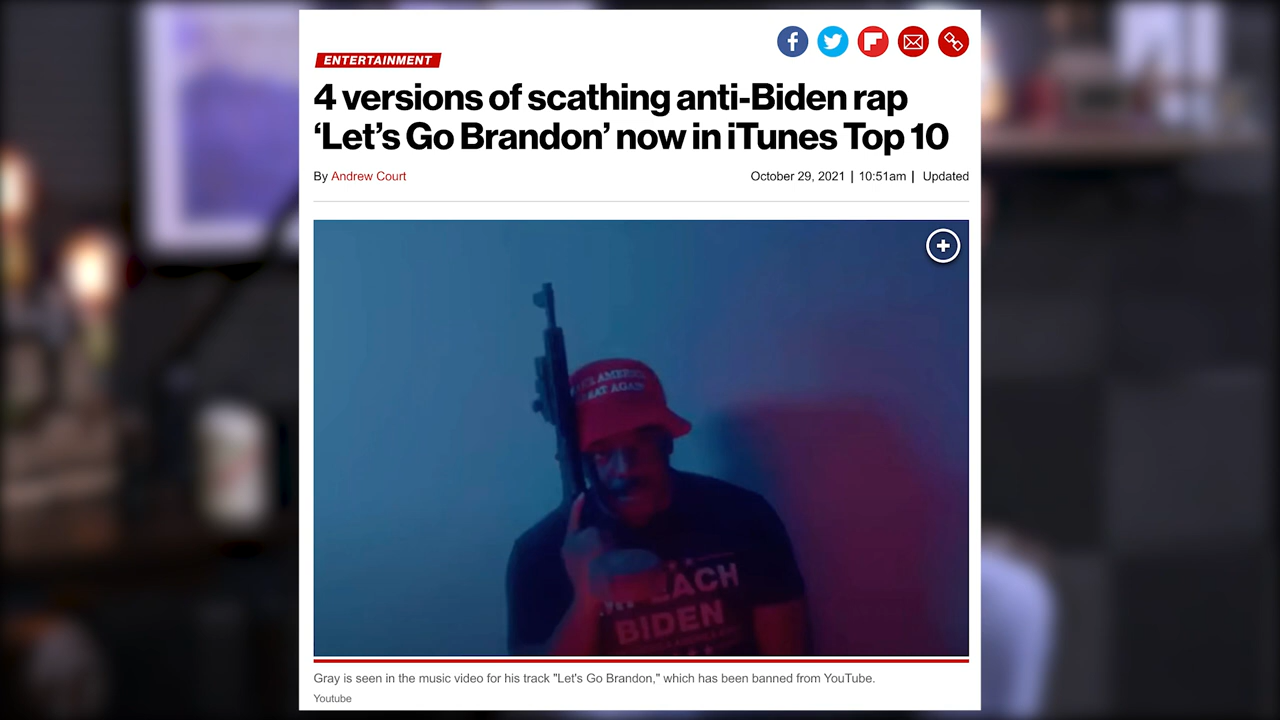 ENTERTAINMENT
4 versions of scathing anti-Biden rap
‘Let’s Go Brandon’ now in iTunes Top 10
By Andrew Court
October 29, 2021 | 10:51am | Updated
AMERICA
AGAIN
BIDEN
Gray is seen in the music video for his track "Let's Go Brandon," which has been banned from YouTube.
Youtube